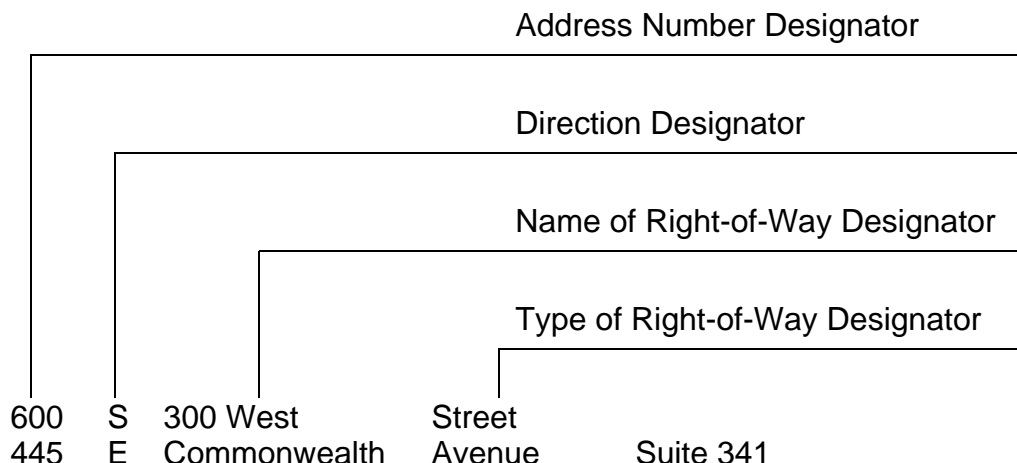 Address Number Designator
Direction Designator
Name of Right-of-Way Designator
Type of Right-of-Way Designator
600 S 300 West Street
445 E Commonwealth Avenue Suite 341